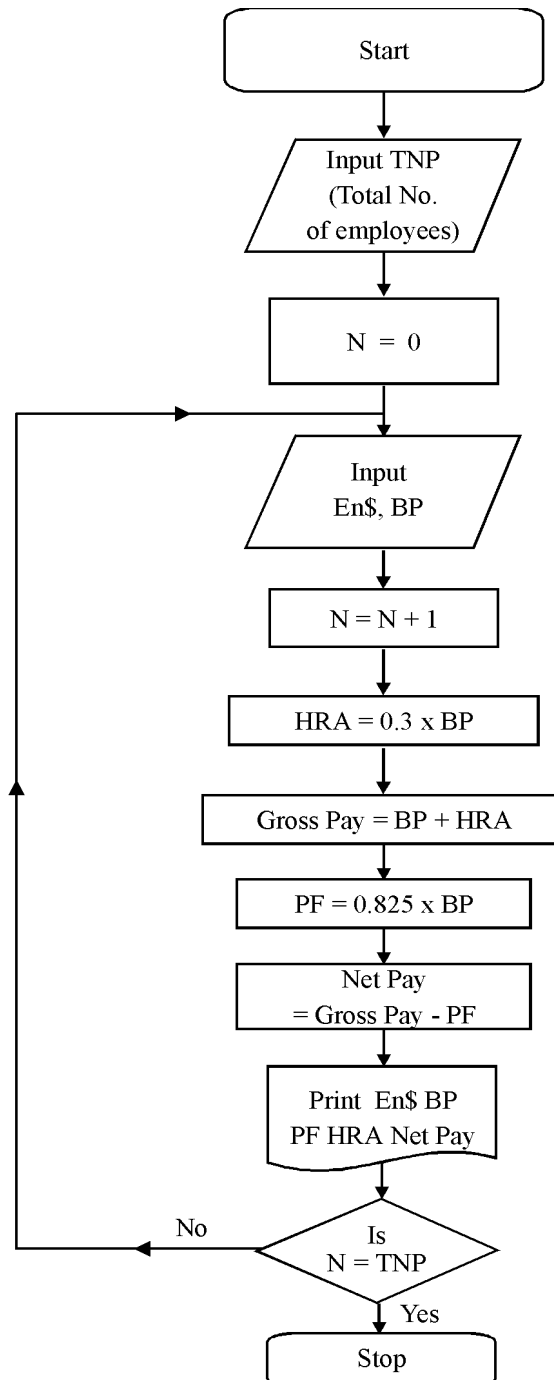 Start
Input TNP
(Total No.
of employees)
N = 0
Input
En$, BP
N = N + 1
HRA = 0.3 x BP
Gross Pay = BP + HRA
PF = 0.825 x BP
Net Pay
= Gross Pay - PF
Print En$ BP
PF HRA Net Pay
Is
N = TNP
No
Yes
Stop